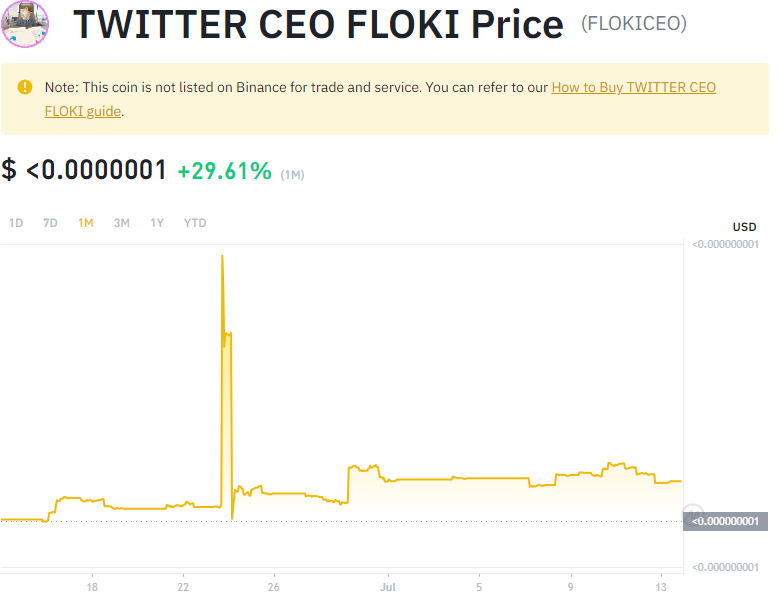 TWITTER CEO FLOKI Price (FLOKICEO)
Note: This coin is not listed on Binance for trade and service. You can refer to our How to Buy TWITTER CEO
FLOKI guide.
$ <0.0000001 +29.61% (1M)
1D 7D 1M 3M 1Y YTD
USD
<0.000000001
<0.000000001
<0.000000001
18 22 26 Jul 5 9 13